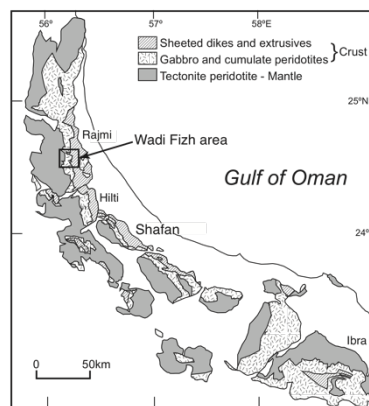 56°
57°
58°
Sheeted dikes and extrusives
Gabbro and cumulate peridotites
Crust
Tectonite peridotite - Mantle
25°N
Rajmi
Wadi Fizh area
Gulf of Oman
Hilti
Shafan
24°
Ibra
0 50km